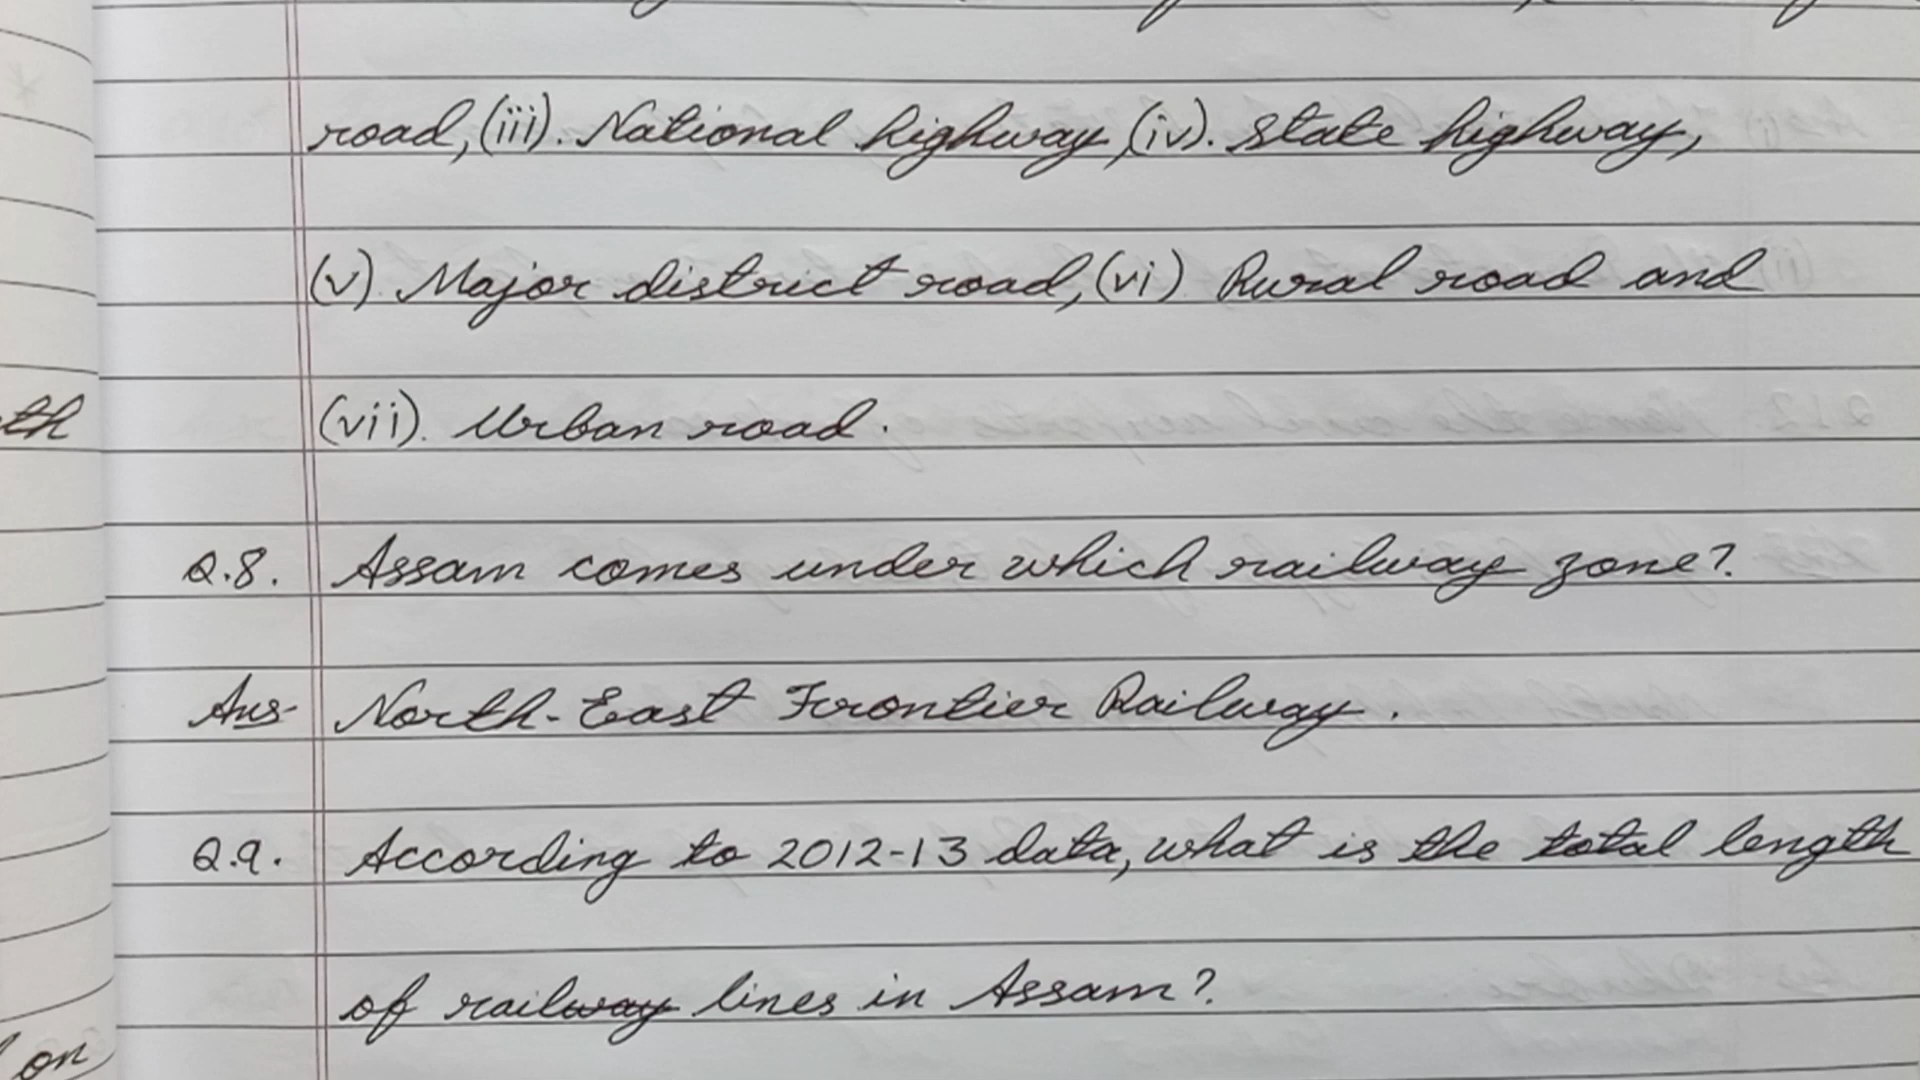 road, (iii). National highway, (iv). State highway,
(v). Major district road, (vi). Rural road and
(vii). Urban road.
th
Q.8. Assam comes under which railway zone?
Ans- North-East Frontier Railway.
Q.9. According to 2012-13 data, what is the total length
of railway lines in Assam?
on